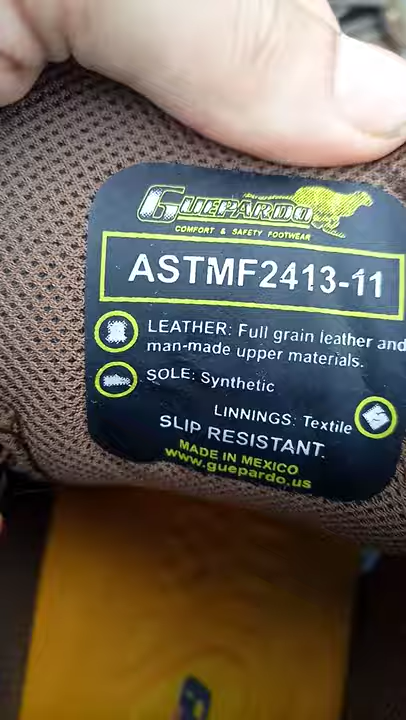 GUEPARDO
COMFORT & SAFETY FOOTWEAR
ASTMF2413-11
LEATHER: Full grain leather and
man-made upper materials.
SOLE: Synthetic
LINNINGS: Textile
SLIP RESISTANT.
MADE IN MEXICO
www.guepardo.us